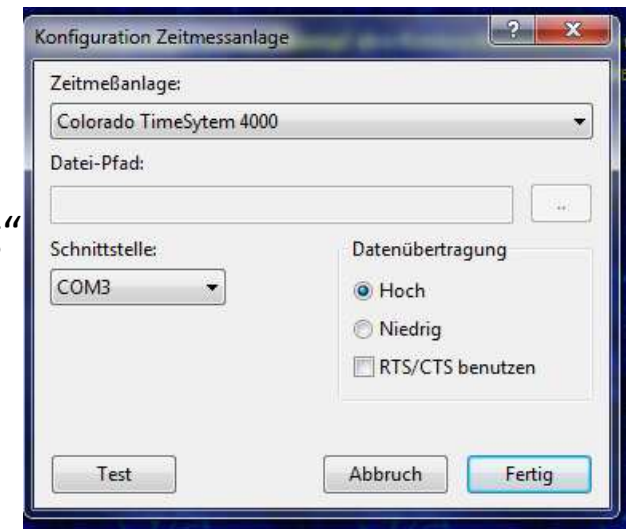 Konfiguration Zeitmessanlage
Zeitmeßanlage:
Colorado TimeSytem 4000
Datei-Pfad:
..
“
Schnittstelle:
COM3
Datenübertragung
Hoch
Niedrig
RTS/CTS benutzen
Test
Abbruch
Fertig